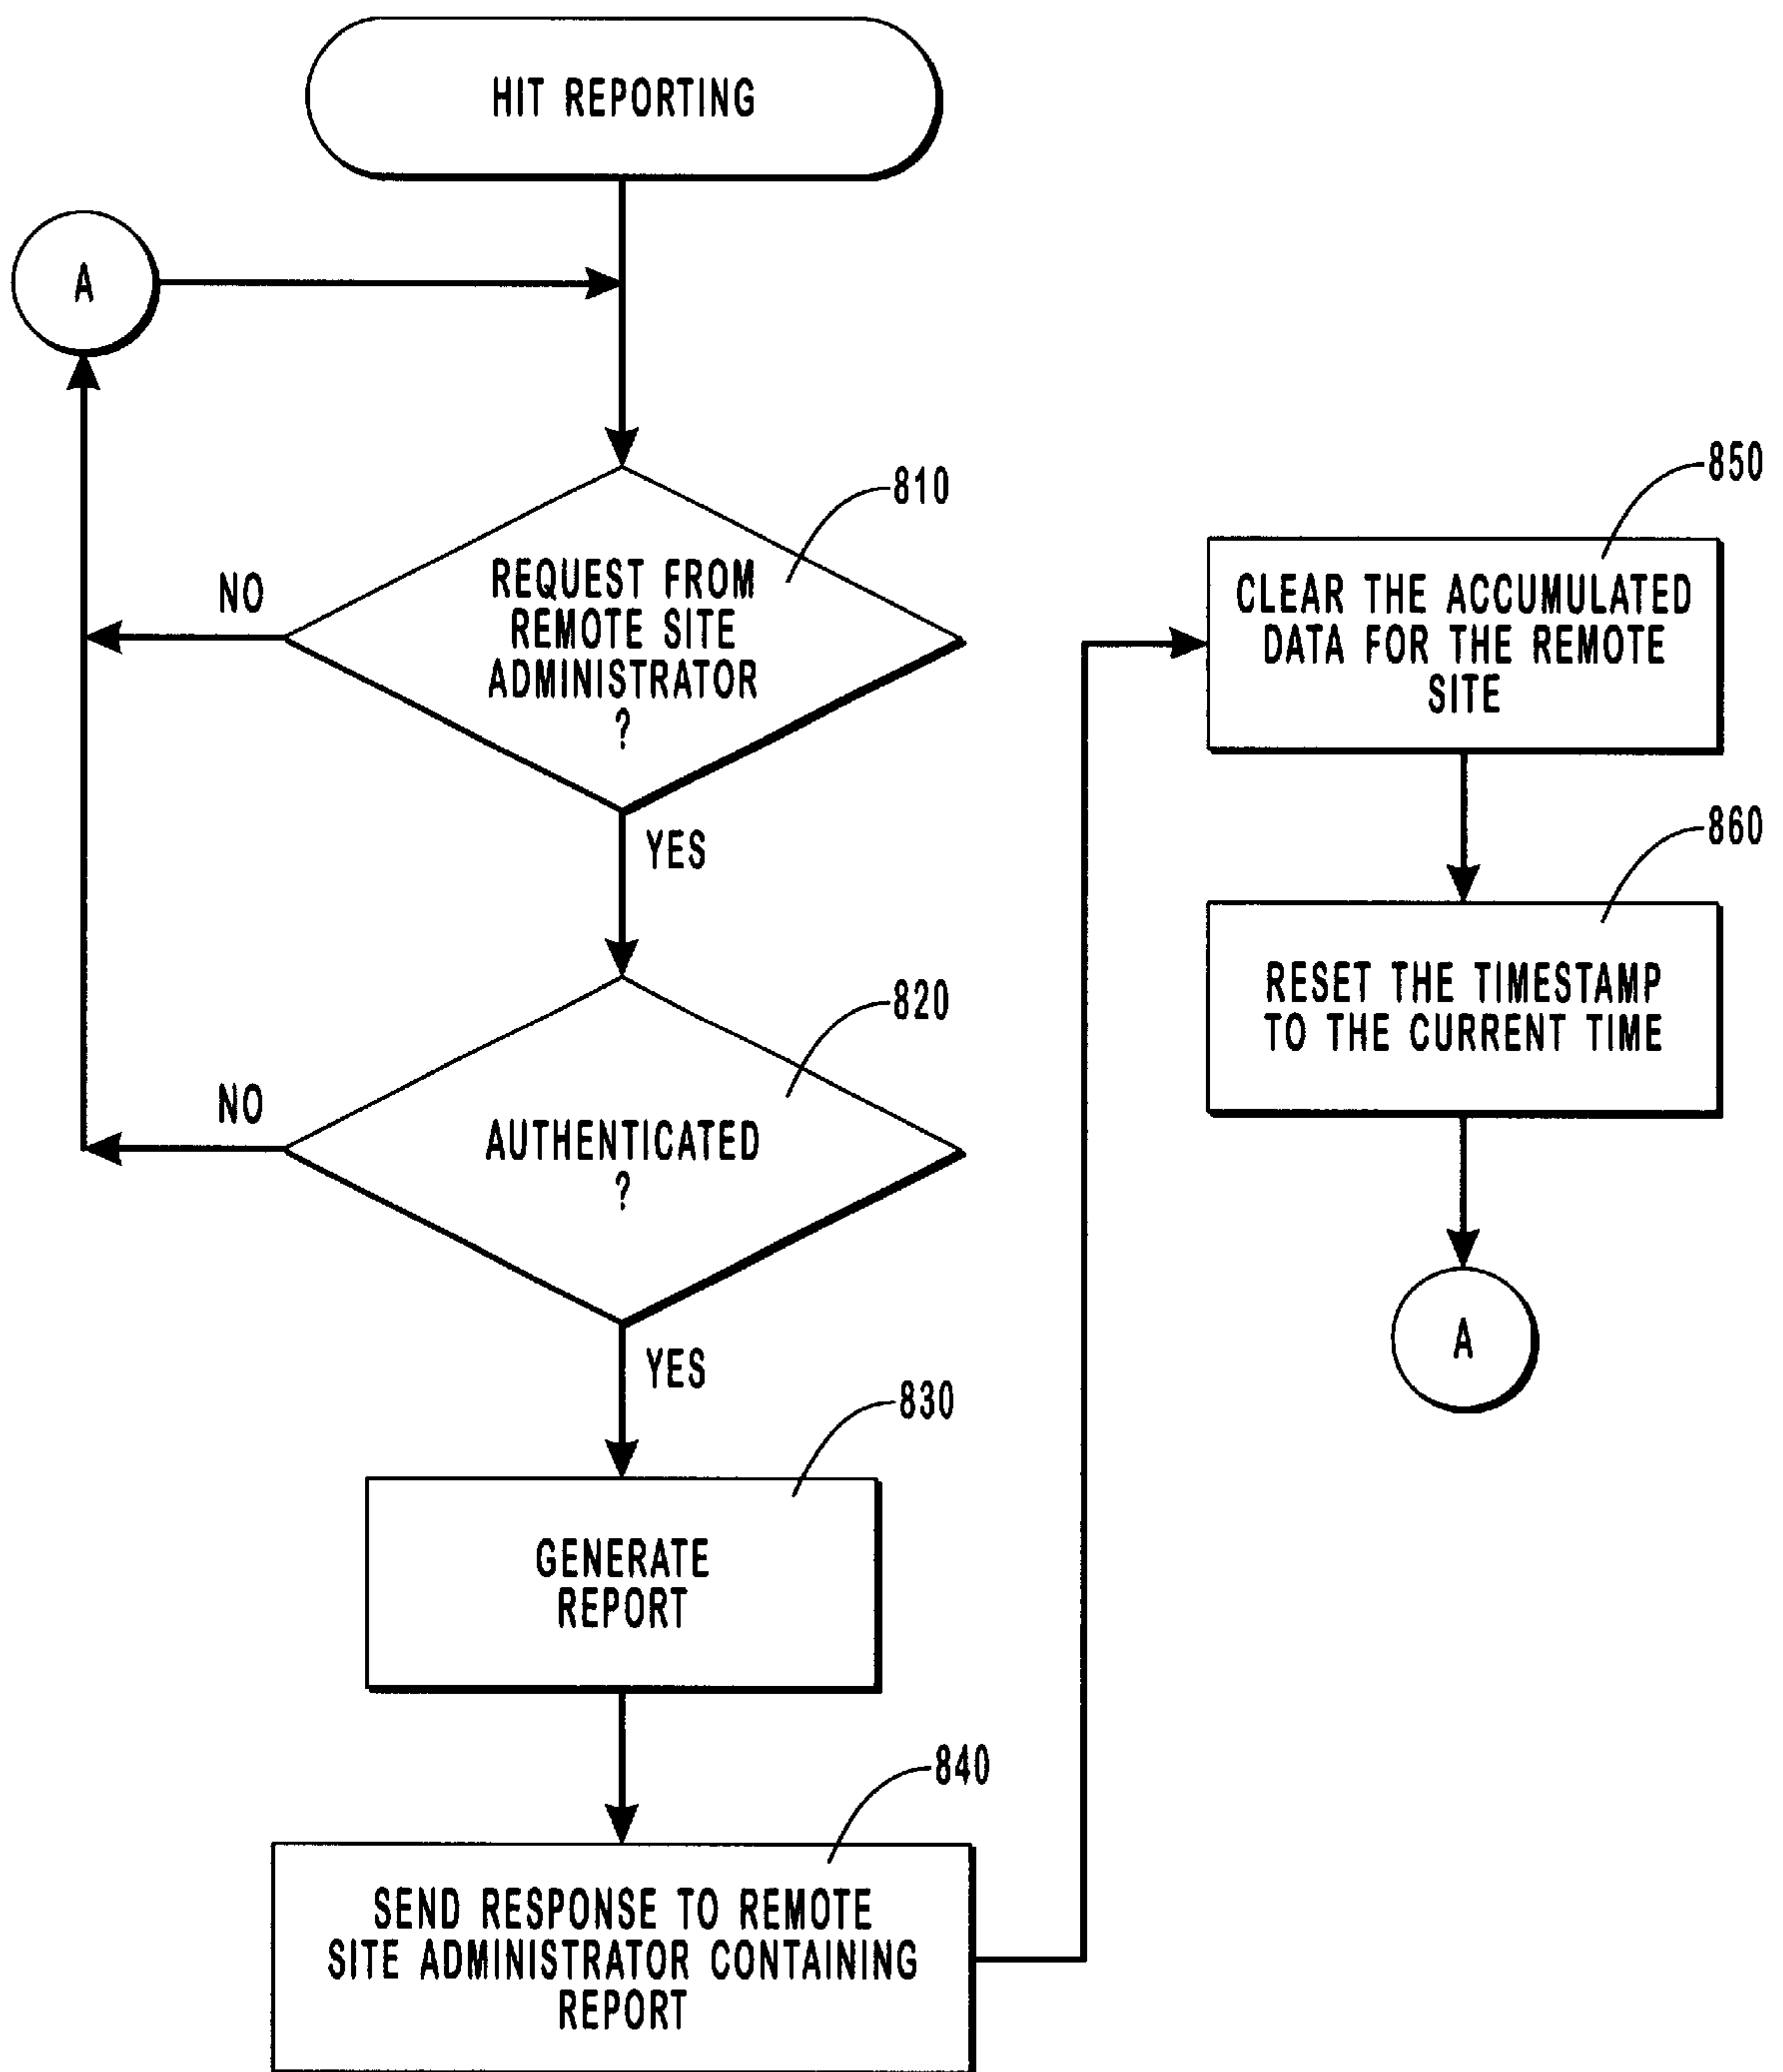 HIT REPORTING
A
810
REQUEST FROM
REMOTE SITE
ADMINISTRATOR
?
NO
YES
820
AUTHENTICATED
?
NO
YES
830
GENERATE
REPORT
840
SEND RESPONSE TO REMOTE
SITE ADMINISTRATOR CONTAINING
REPORT
850
CLEAR THE ACCUMULATED
DATA FOR THE REMOTE
SITE
860
RESET THE TIMESTAMP
TO THE CURRENT TIME
A